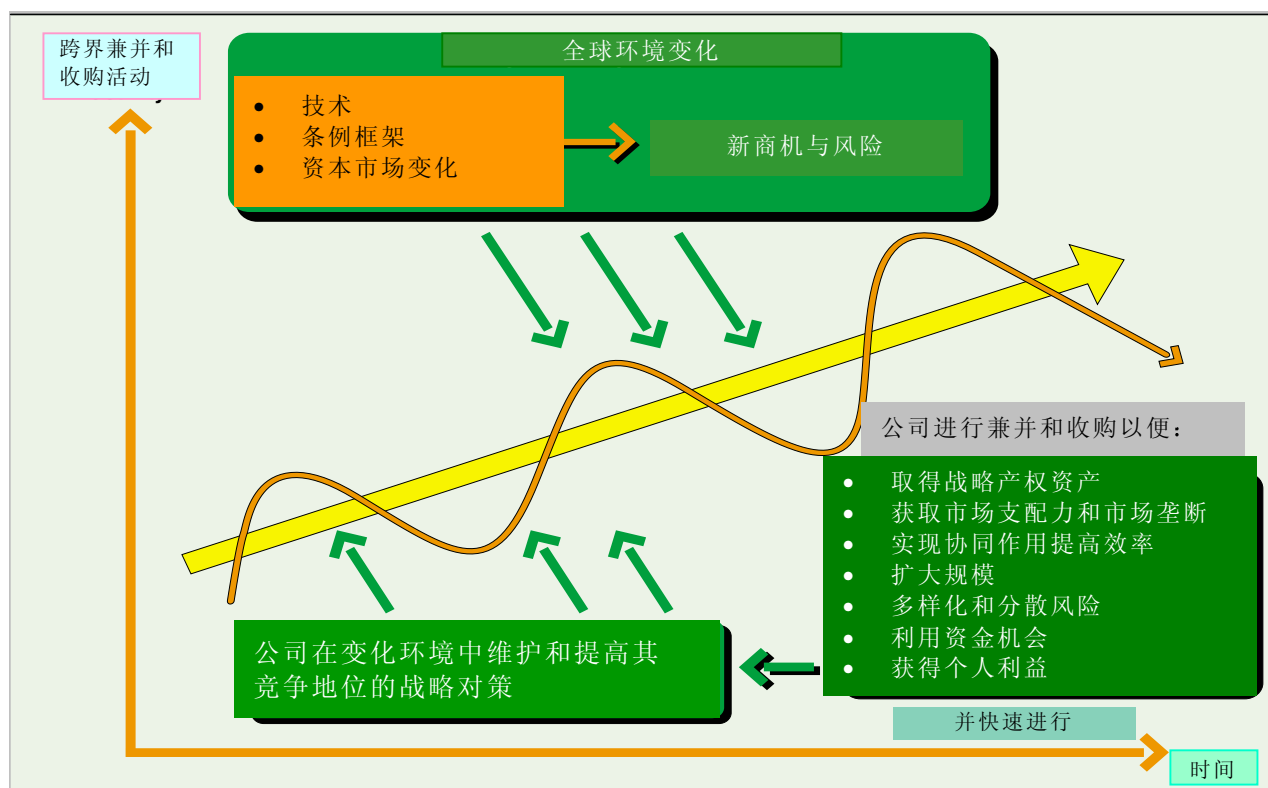 跨界兼并和
收购活动
全球环境变化
• 技术
• 条例框架
• 资本市场变化
新商机与风险
公司进行兼并和收购以便：
• 取得战略产权资产
• 获取市场支配力和市场垄断
• 实现协同作用提高效率
• 扩大规模
• 多样化和分散风险
• 利用资金机会
• 获得个人利益
公司在变化环境中维护和提高其
竞争地位的战略对策
并快速进行
时间